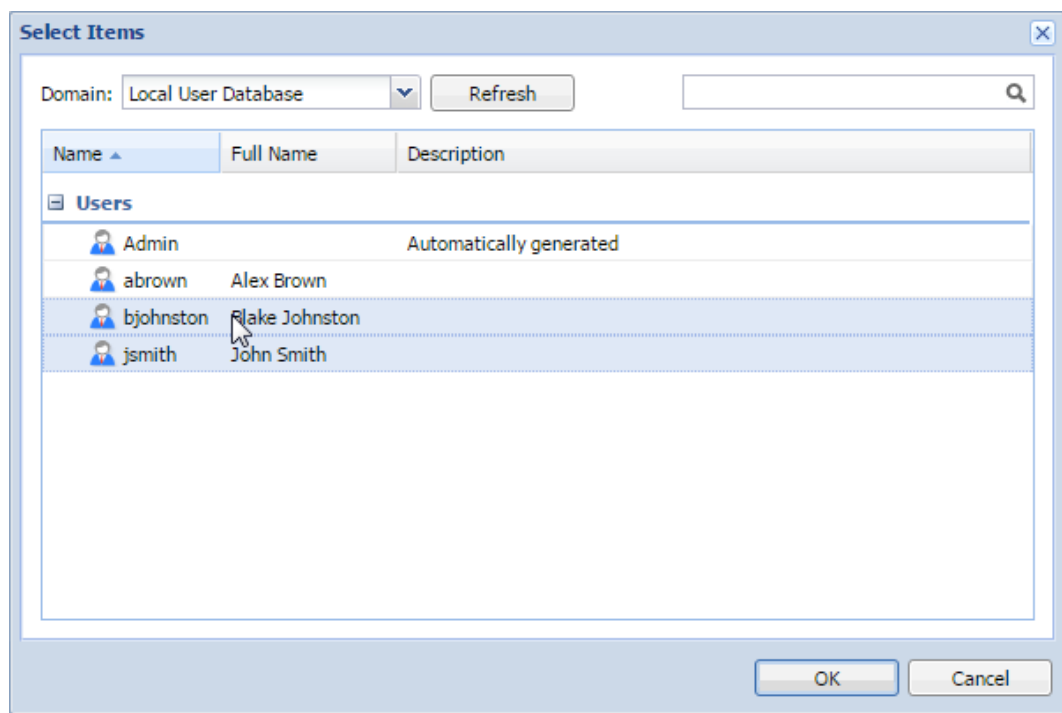 Select Items
Domain: Local User Database Refresh
Name Full Name Description
Users
Admin Automatically generated
abrown Alex Brown
bjohnston Blake Johnston
jsmith John Smith
OK Cancel